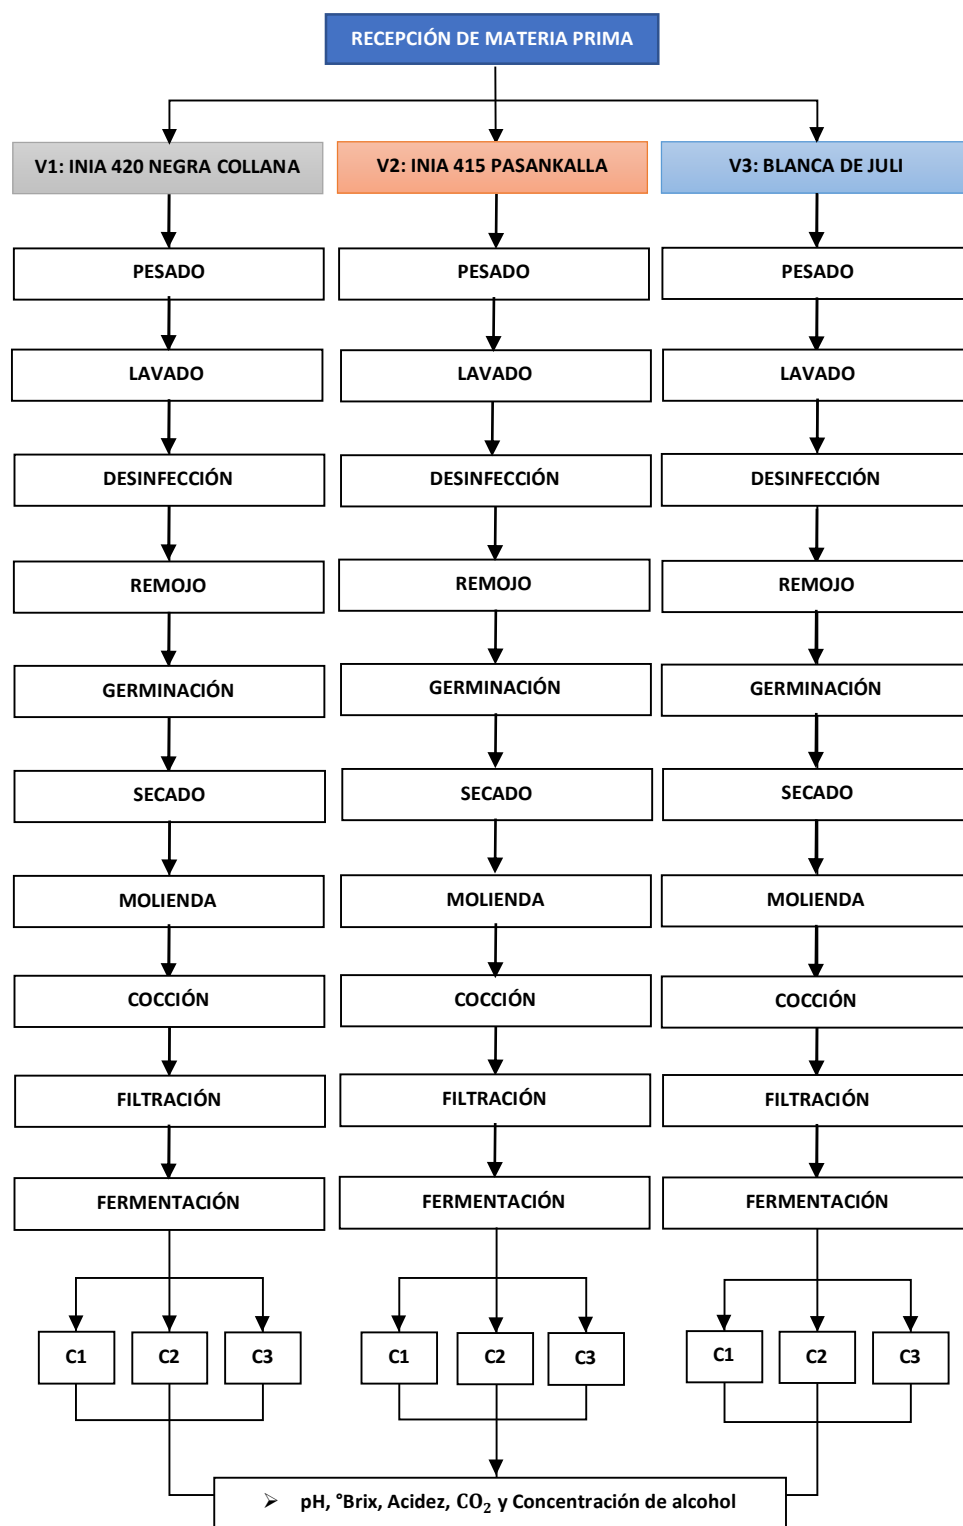 RECEPCIÓN DE MATERIA PRIMA
V1: INIA 420 NEGRA COLLANA
V2: INIA 415 PASANKALLA
V3: BLANCA DE JULI
PESADO
PESADO
PESADO
LAVADO
LAVADO
LAVADO
DESINFECCIÓN
DESINFECCIÓN
DESINFECCIÓN
REMOJO
REMOJO
REMOJO
GERMINACIÓN
GERMINACIÓN
GERMINACIÓN
SECADO
SECADO
SECADO
MOLIENDA
MOLIENDA
MOLIENDA
COCCIÓN
COCCIÓN
COCCIÓN
FILTRACIÓN
FILTRACIÓN
FILTRACIÓN
FERMENTACIÓN
FERMENTACIÓN
FERMENTACIÓN
C1
C2
C3
C1
C2
C3
C1
C2
C3
➢ pH, °Brix, Acidez, CO₂ y Concentración de alcohol